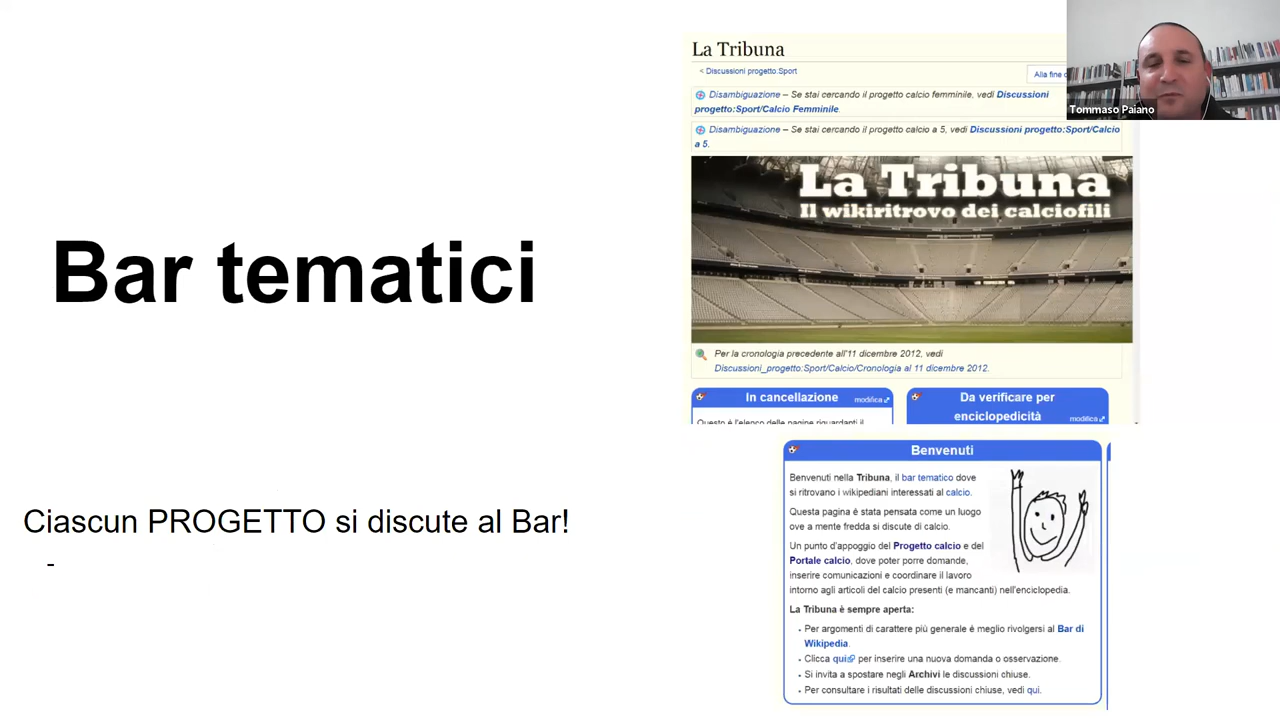 Bar tematici
Ciascun PROGETTO si discute al Bar!
-
La Tribuna
< Discussioni progetto:Sport
Alla fine
Tommaso Paiano
Disambiguazione – Se stai cercando il progetto calcio femminile, vedi Discussioni
progetto:Sport/Calcio Femminile.
Disambiguazione – Se stai cercando il progetto calcio a 5, vedi Discussioni progetto:Sport/Calcio
a 5.
La Tribuna
Il wikiritrovo dei calciofili
Per la cronologia precedente all'11 dicembre 2012, vedi
Discussioni_progetto:Sport/Calcio/Cronologia al 11 dicembre 2012.
In cancellazione
modifica
Questo è l'elenco delle pagine riguardanti il
Da verificare per
enciclopedicità
modifica
Benvenuti
Benvenuti nella Tribuna, il bar tematico dove
si ritrovano i wikipediani interessati al calcio.
Questa pagina è stata pensata come un luogo
ove a mente fredda si discute di calcio.
Un punto d'appoggio del Progetto calcio e del
Portale calcio, dove poter porre domande,
inserire comunicazioni e coordinare il lavoro
intorno agli articoli del calcio presenti (e mancanti) nell'enciclopedia.
La Tribuna è sempre aperta:
Per argomenti di carattere più generale è meglio rivolgersi al Bar di
Wikipedia.
Clicca qui per inserire una nuova domanda o osservazione.
Si invita a spostare negli Archivi le discussioni chiuse.
Per consultare i risultati delle discussioni chiuse, vedi qui.